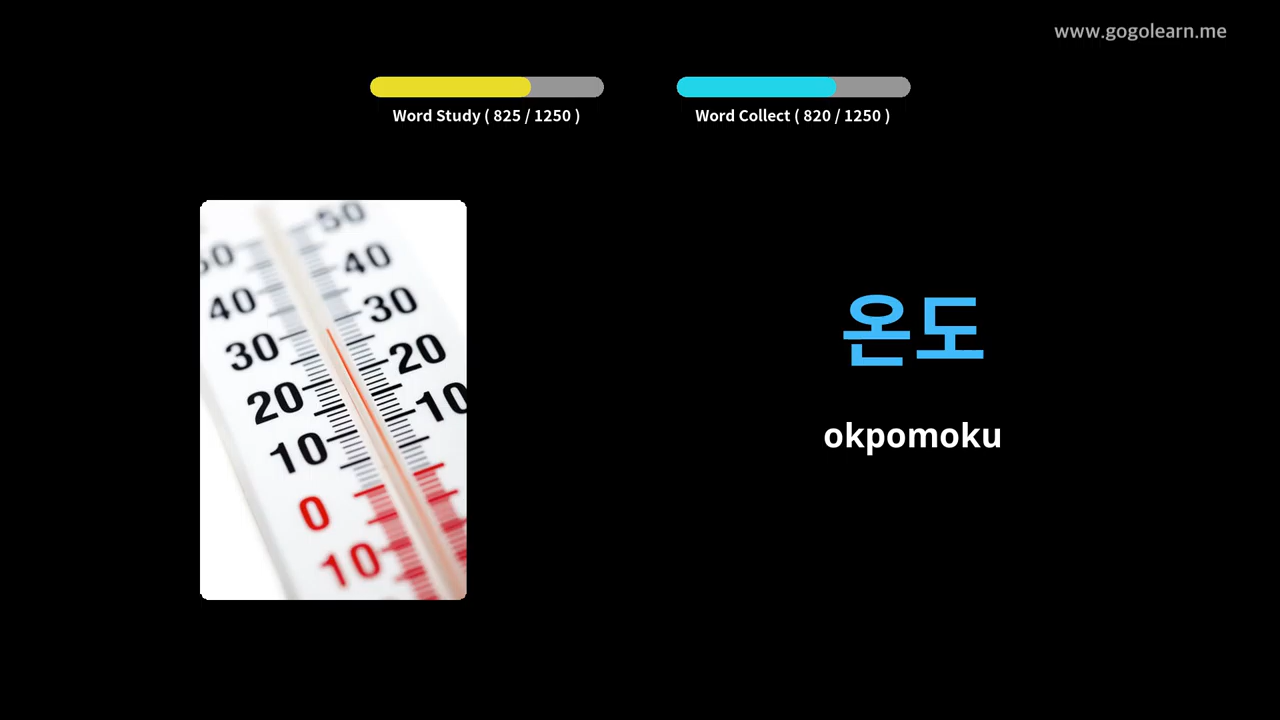 www.gogolearn.me
Word Study ( 825 / 1250 )
Word Collect ( 820 / 1250 )
50
50
40
40
30
30
20
20
10
10
0
10
온도
okpomoku